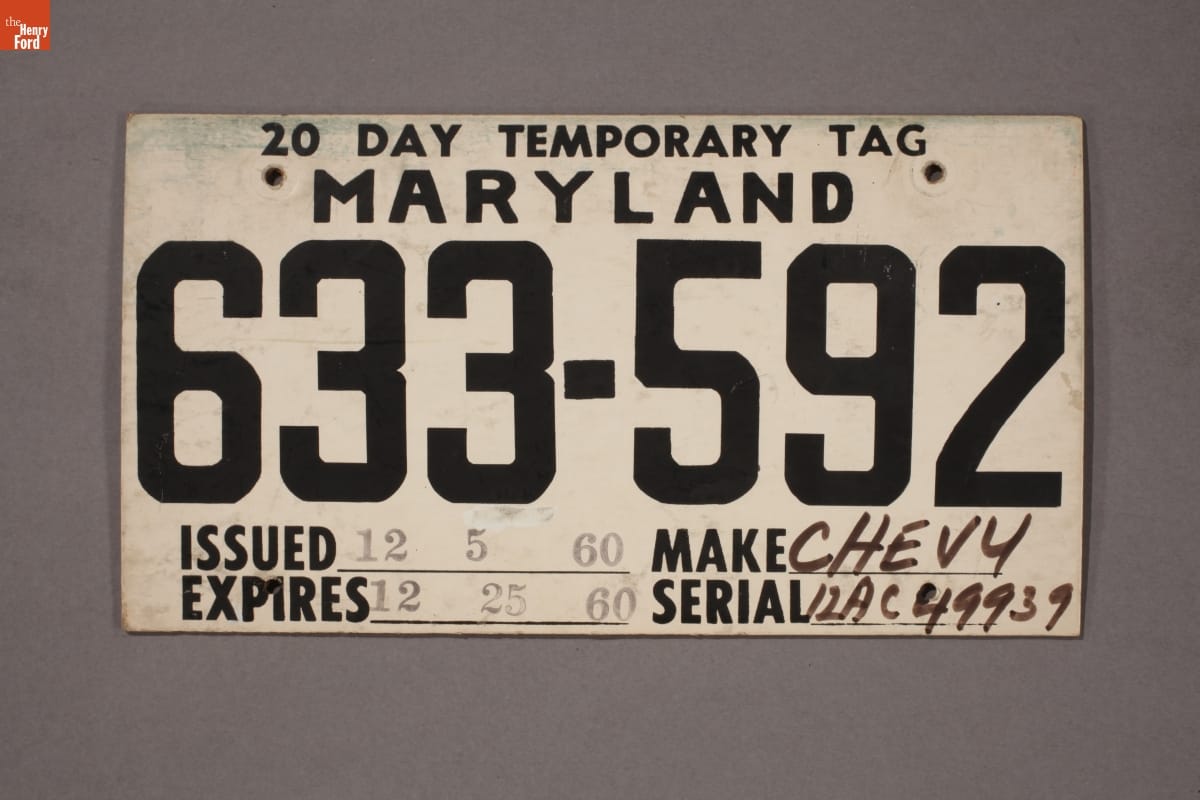 the
Henry
Ford
20 DAY TEMPORARY TAG
MARYLAND
633-592
ISSUED 12 5 60 MAKE CHEVY
EXPIRES 12 25 60 SERIAL 12AC49939